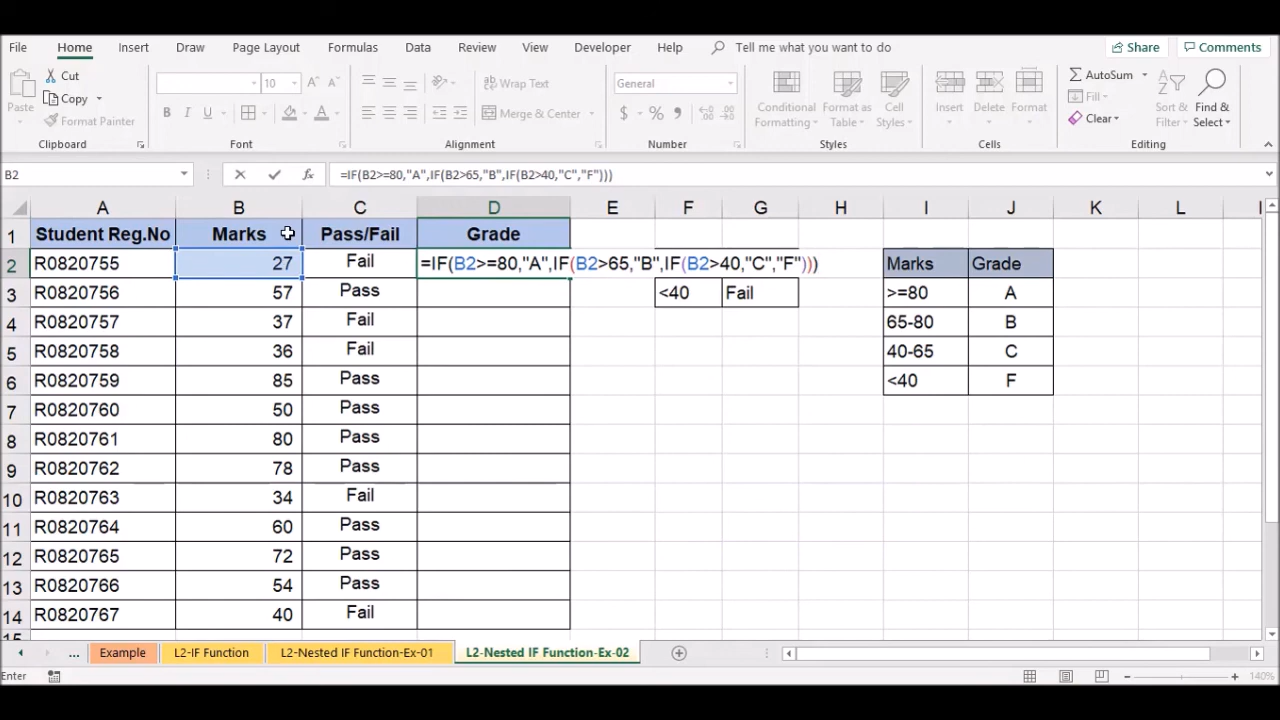 File Home Insert Draw Page Layout Formulas Data Review View Developer Help Tell me what you want to do Share Comments
Paste Cut Copy Format Painter
10 A A
B I U A
ab Wrap Text
Merge & Center
General
$ % , .00
Conditional Formatting Format as Table Cell Styles
Insert Delete Format
AutoSum Fill Clear
Sort & Filter Find & Select
Clipboard Font Alignment Number Styles Cells Editing
B2 fx =IF(B2>=80,"A",IF(B2>65,"B",IF(B2>40,"C","F")))
A B C D E F G H I J K L
1 Student Reg.No Marks Pass/Fail Grade
2 R0820755 27 Fail =IF(B2>=80,"A",IF(B2>65,"B",IF(B2>40,"C","F"))) Marks Grade
3 R0820756 57 Pass <40 Fail >=80 A
4 R0820757 37 Fail 65-80 B
5 R0820758 36 Fail 40-65 C
6 R0820759 85 Pass <40 F
7 R0820760 50 Pass
8 R0820761 80 Pass
9 R0820762 78 Pass
10 R0820763 34 Fail
11 R0820764 60 Pass
12 R0820765 72 Pass
13 R0820766 54 Pass
14 R0820767 40 Fail
15
... Example L2-IF Function L2-Nested IF Function-Ex-01 L2-Nested IF Function-Ex-02
Enter 140%